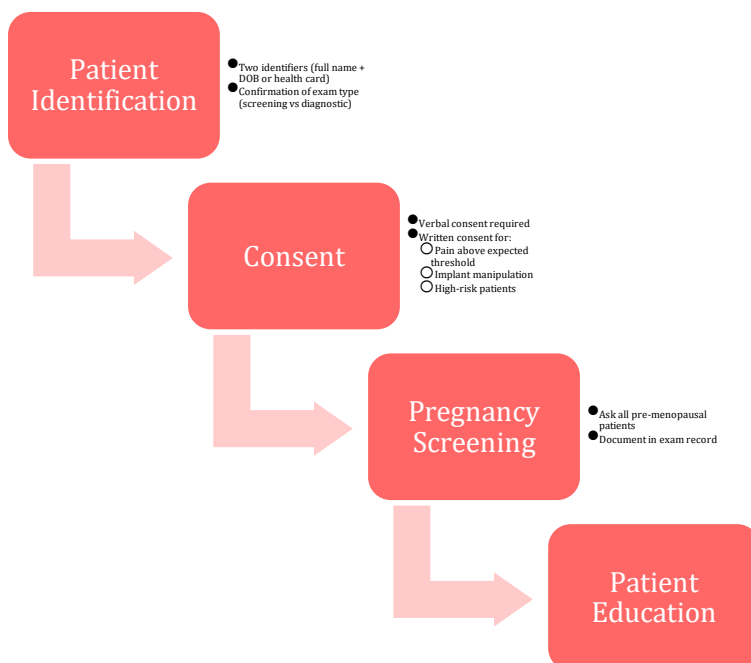 Patient
Identification
Two identifiers (full name +
DOB or health card)
Confirmation of exam type
(screening vs diagnostic)
Consent
Verbal consent required
Written consent for:
Pain above expected
threshold
Implant manipulation
High-risk patients
Pregnancy
Screening
Ask all pre-menopausal
patients
Document in exam record
Patient
Education